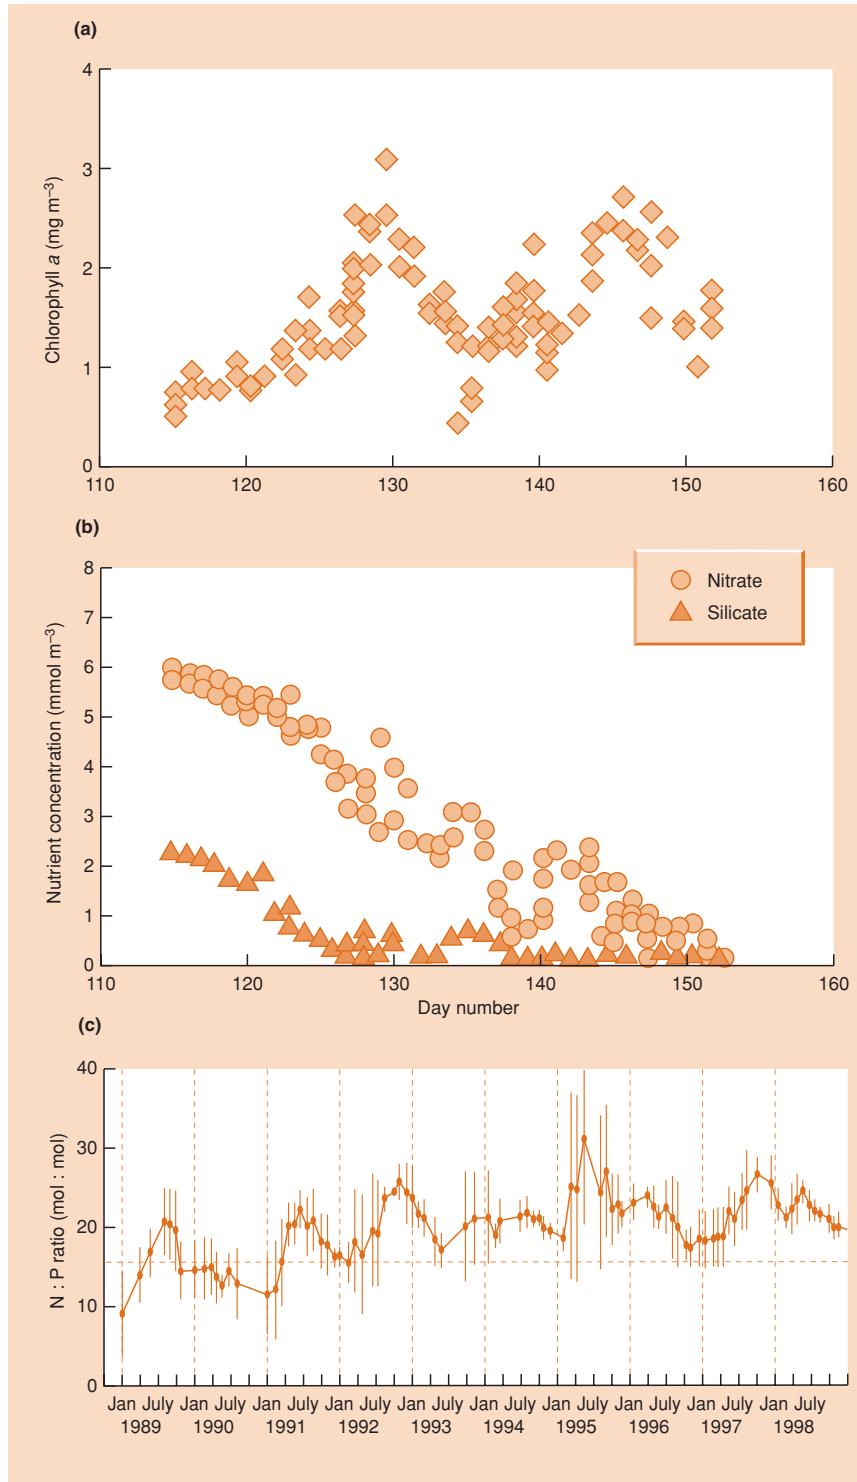 (a)
4
3
2
1
0
Chlorophyll a (mg m⁻³)
110 120 130 140 150 160
(b)
8
7
6
5
4
3
2
1
0
Nutrient concentration (mmol m⁻³)
Nitrate
Silicate
110 120 130 140 150 160
Day number
(c)
40
30
20
10
0
N : P ratio (mol : mol)
Jan July Jan July Jan July Jan July Jan July Jan July Jan July Jan July Jan July Jan July
1989 1990 1991 1992 1993 1994 1995 1996 1997 1998